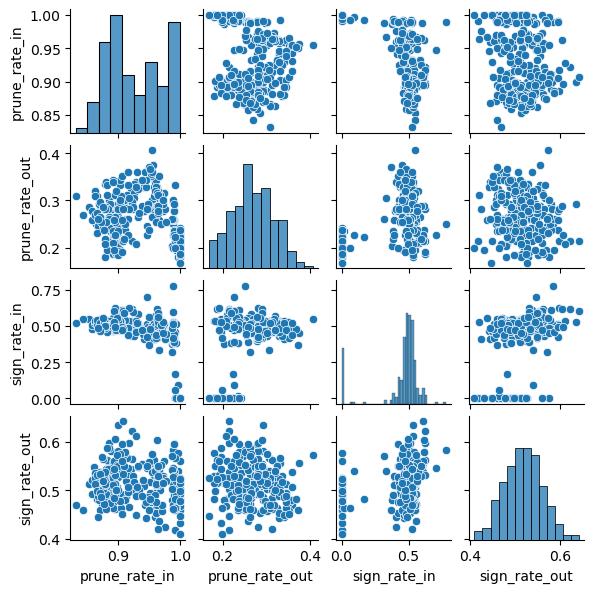 prune_rate_in
1.00
0.95
0.90
0.85
prune_rate_out
0.4
0.3
0.2
sign_rate_in
0.75
0.50
0.25
0.00
sign_rate_out
0.6
0.5
0.4
0.9 1.0 0.2 0.4 0.0 0.5 0.4 0.6
prune_rate_in prune_rate_out sign_rate_in sign_rate_out